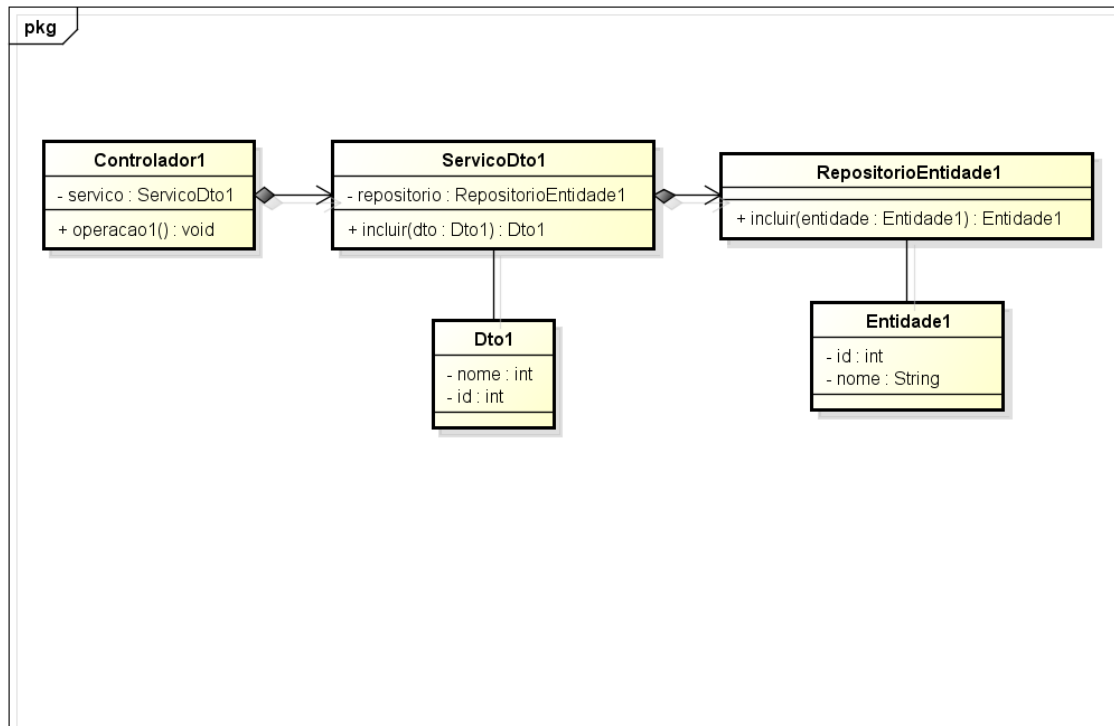 pkg
Controlador1
- servico : ServicoDto1
+ operacao1() : void
ServicoDto1
- repositorio : RepositorioEntidade1
+ incluir(dto : Dto1) : Dto1
RepositorioEntidade1
+ incluir(entidade : Entidade1) : Entidade1
Dto1
- nome : int
- id : int
Entidade1
- id : int
- nome : String